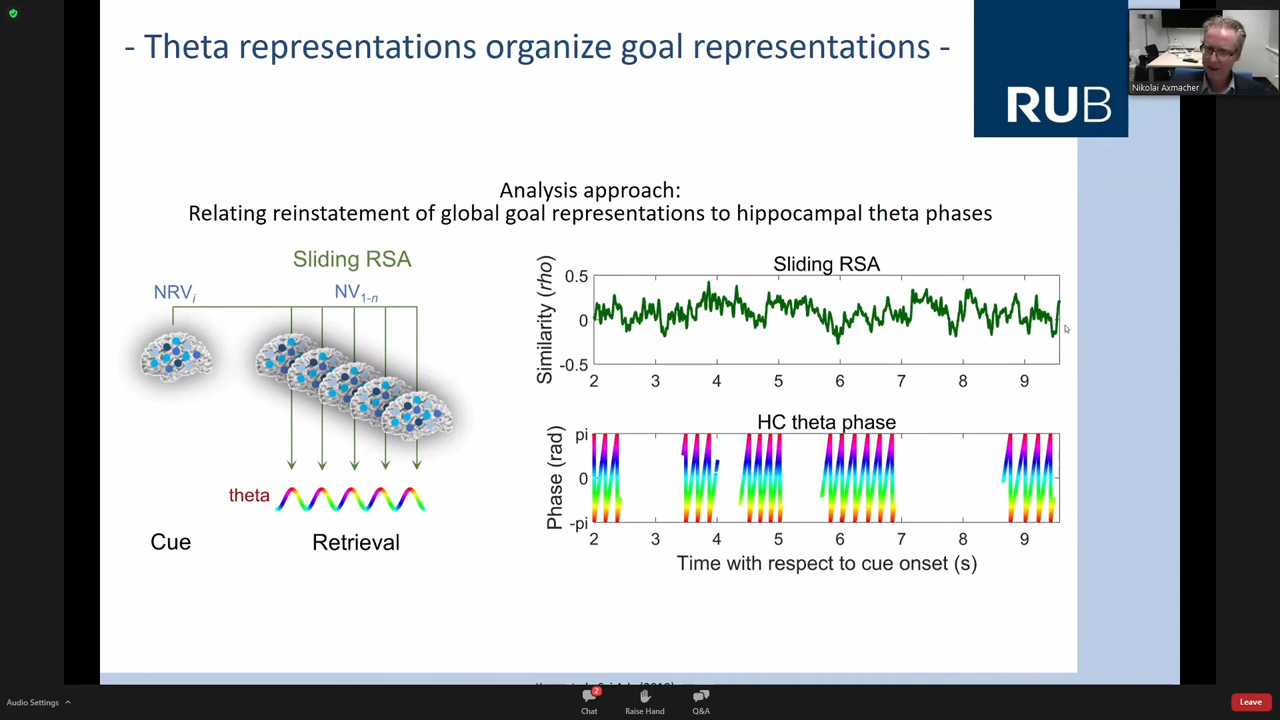 - Theta representations organize goal representations -
RUB
Nikolai Axmacher
Analysis approach:
Relating reinstatement of global goal representations to hippocampal theta phases
Sliding RSA
NRVi
NV1-n
theta
Cue
Retrieval
Sliding RSA
Similarity (rho)
0.5
0
-0.5
2 3 4 5 6 7 8 9
HC theta phase
Phase (rad)
pi
0
-pi
2 3 4 5 6 7 8 9
Time with respect to cue onset (s)
Audio Settings
2
Chat
Raise Hand
Q&A
Leave